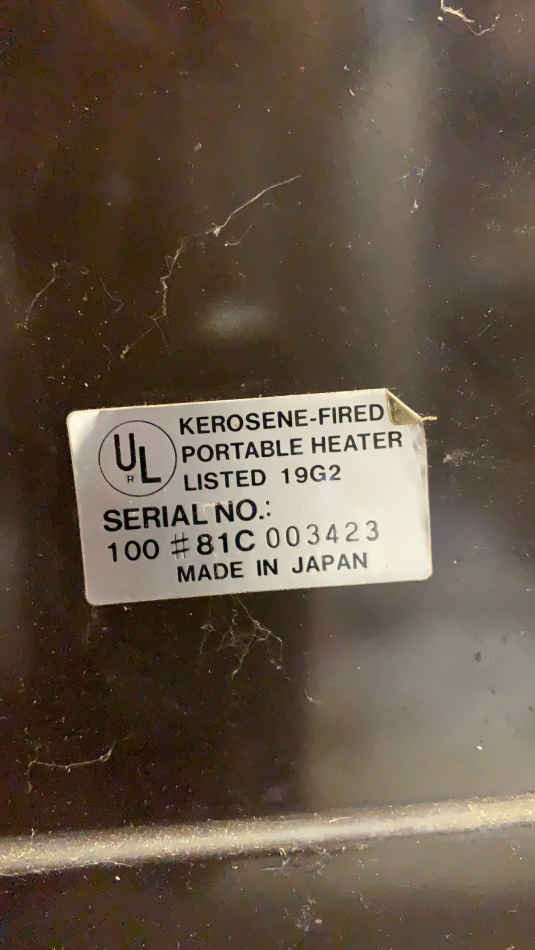 UL
R
KEROSENE-FIRED
PORTABLE HEATER
LISTED 19G2
SERIAL NO.:
100 #81C 003423
MADE IN JAPAN